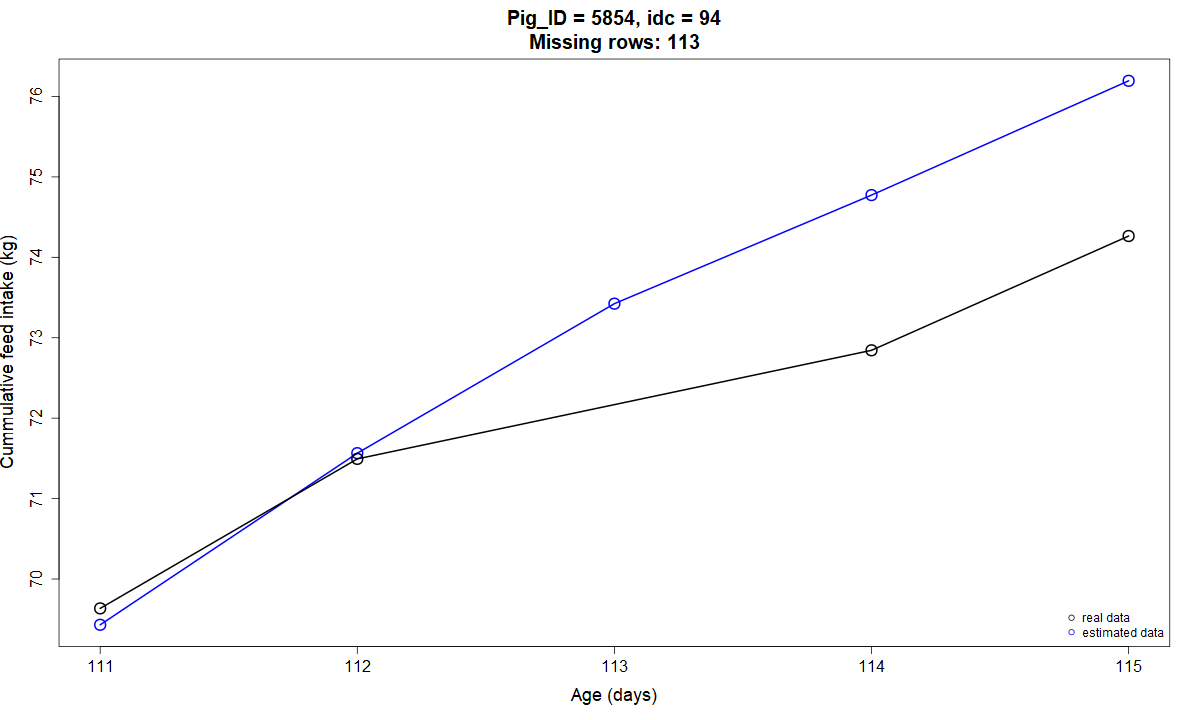 Pig_ID = 5854, idc = 94
Missing rows: 113
Cummulative feed intake (kg)
76
75
74
73
72
71
70
111 112 113 114 115
Age (days)
real data
estimated data